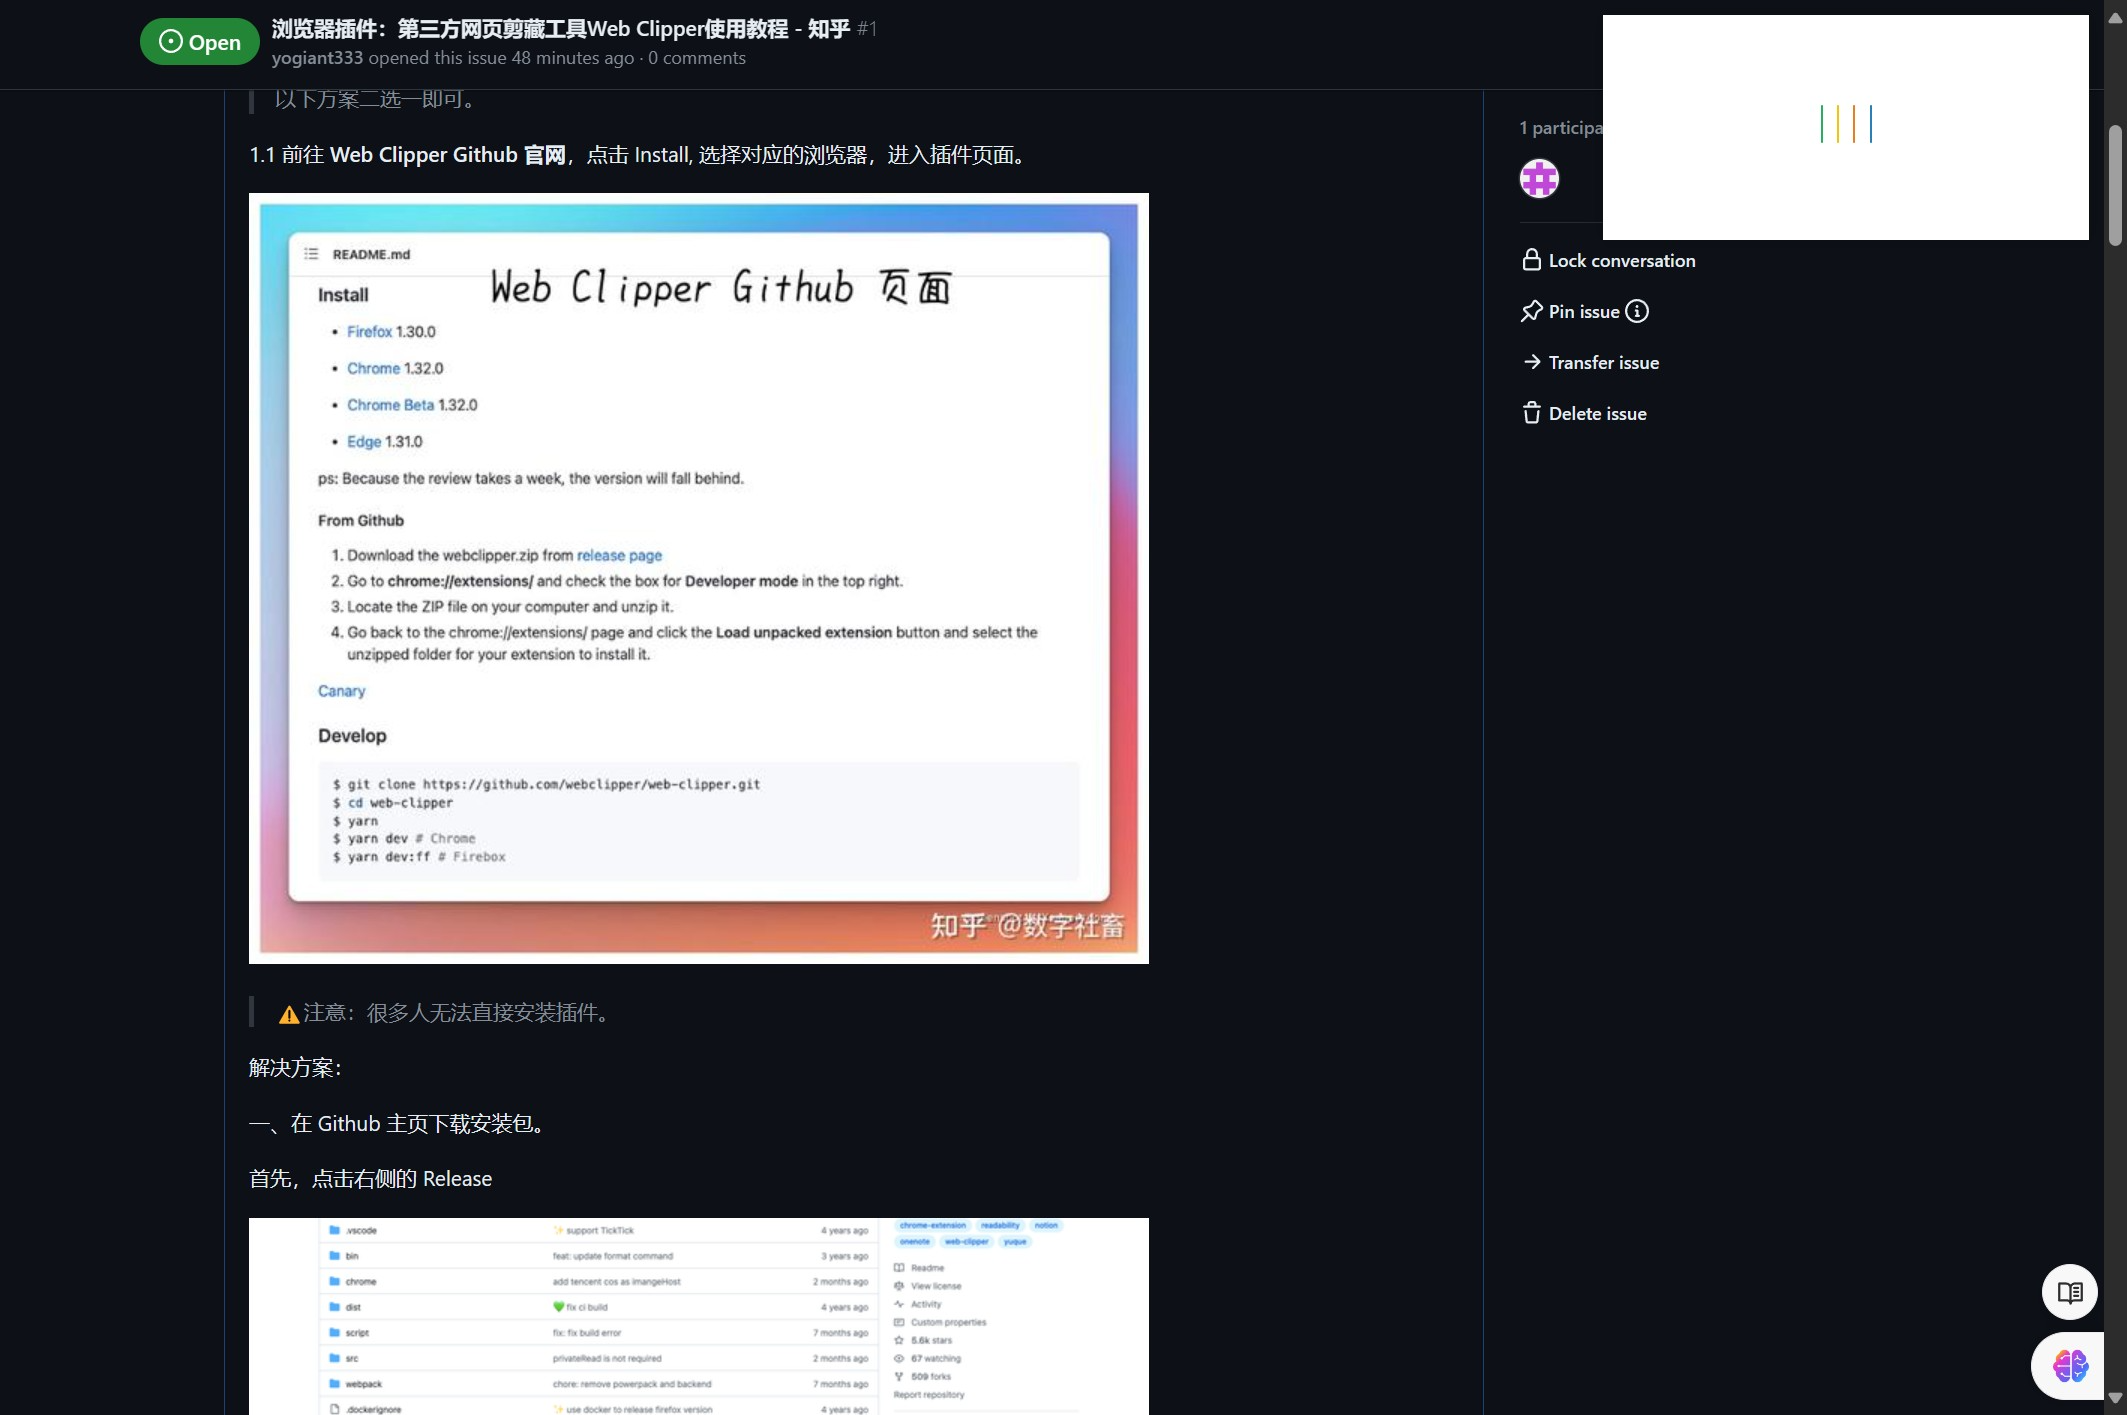 Open
浏览器插件：第三方网页剪藏工具Web Clipper使用教程 - 知乎 #1
yogiant333 opened this issue 48 minutes ago · 0 comments
以下方案二选一即可。
1.1 前往 Web Clipper Github 官网，点击 Install, 选择对应的浏览器，进入插件页面。
README.md
Web Clipper Github 页面
Install
• Firefox 1.30.0
• Chrome 1.32.0
• Chrome Beta 1.32.0
• Edge 1.31.0
ps: Because the review takes a week, the version will fall behind.
From Github
1. Download the webclipper.zip from release page
2. Go to chrome://extensions/ and check the box for Developer mode in the top right.
3. Locate the ZIP file on your computer and unzip it.
4. Go back to the chrome://extensions/ page and click the Load unpacked extension button and select the
unzipped folder for your extension to install it.
Canary
Develop
$ git clone https://github.com/webclipper/web-clipper.git
$ cd web-clipper
$ yarn
$ yarn dev # Chrome
$ yarn dev:ff # Firebox
知乎 @数字社畜
⚠️注意：很多人无法直接安装插件。
解决方案：
一、在 Github 主页下载安装包。
首先，点击右侧的 Release
.vscode ✨ support TickTick 4 years ago
bin feat: update format command 3 years ago
chrome add tencent cos as imangeHost 2 months ago
dist 💚 fix ci build 4 years ago
script fix: fix build error 7 months ago
src privateRead is not required 2 months ago
webpack chore: remove powerpack and backend 7 months ago
.dockerignore ✨ use docker to release firefox version 4 years ago
chrome-extension readability notion
onenote web-clipper yuque
Readme
View license
Activity
Custom properties
5.6k stars
67 watching
509 forks
Report repository
1 participa
Lock conversation
Pin issue
Transfer issue
Delete issue